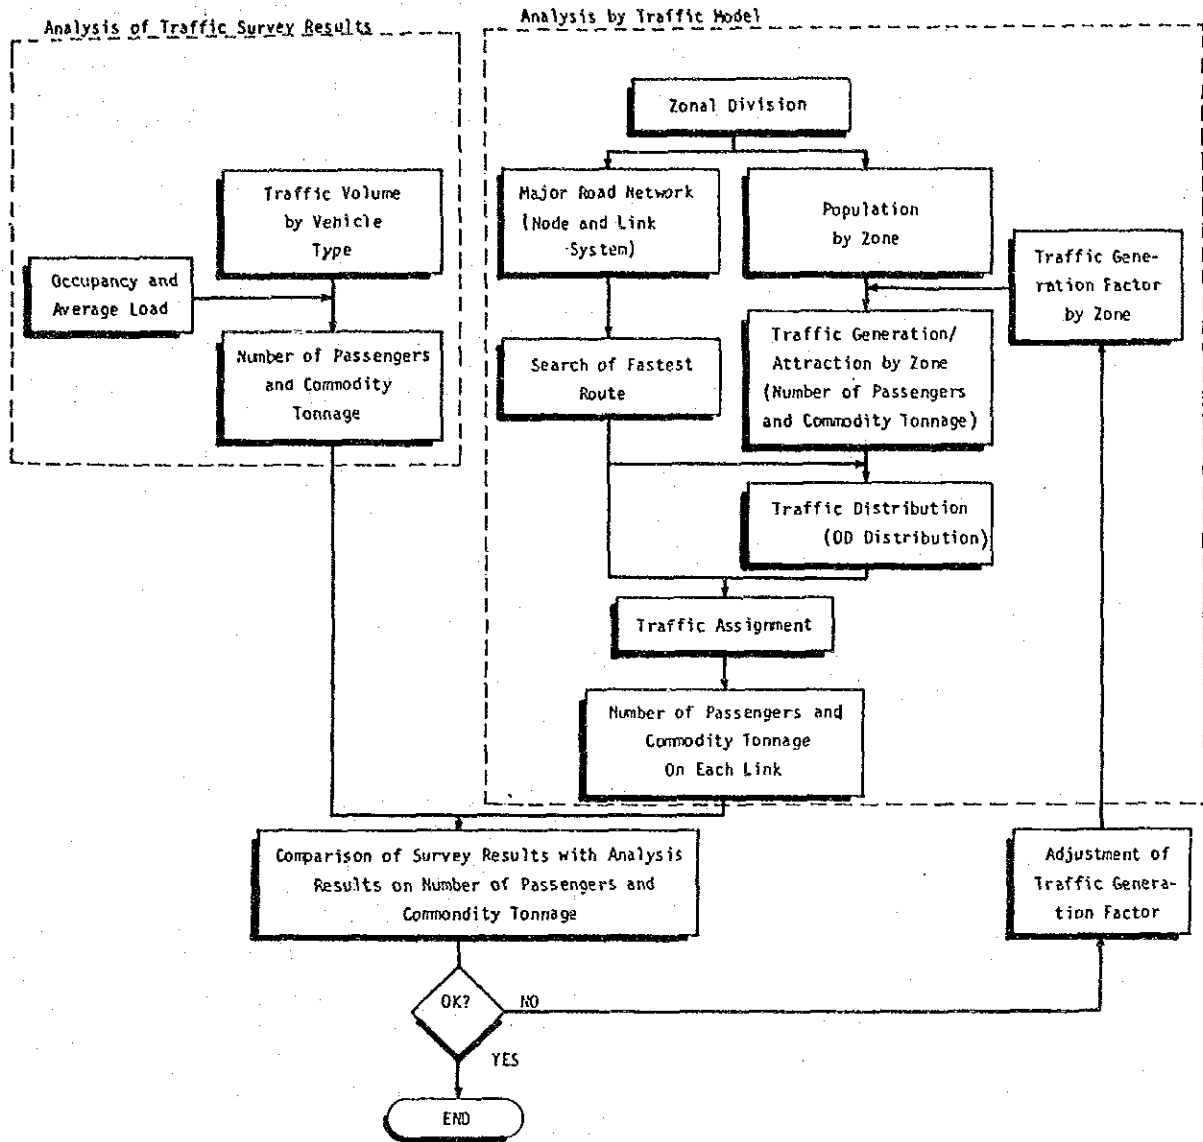 Analysis of Traffic Survey Results
Analysis by Traffic Model
Zonal Division
Traffic Volume
by Vehicle
Type
Major Road Network
(Node and Link
System)
Population
by Zone
Traffic Gene-
ration Factor
by Zone
Occupancy and
Average Load
Number of Passengers
and Commodity
Tonnage
Search of Fastest
Route
Traffic Generation/
Attraction by Zone
(Number of Passengers
and Commodity Tonnage)
Traffic Distribution
(OD Distribution)
Traffic Assignment
Number of Passengers and
Commodity Tonnage
On Each Link
Comparison of Survey Results with Analysis
Results on Number of Passengers and
Commondity Tonnage
Adjustment of
Traffic Genera-
tion Factor
OK?
NO
YES
END